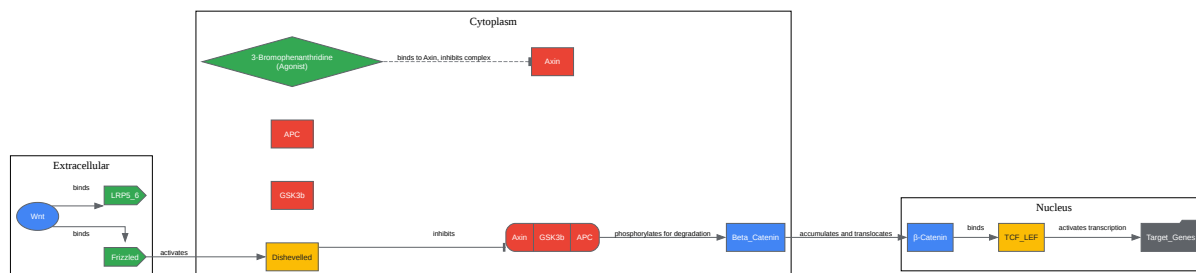 Cytoplasm
3-Bromophenanthridine
(Agonist)
binds to Axin, inhibits complex
Axin
APC
Extracellular
binds
LRP5_6
GSK3b
Wnt
binds
Frizzled
activates
Dishevelled
inhibits
Axin GSK3b APC
phosphorylates for degradation
Beta_Catenin
accumulates and translocates
Nucleus
β-Catenin
binds
TCF_LEF
activates transcription
Target_Genes